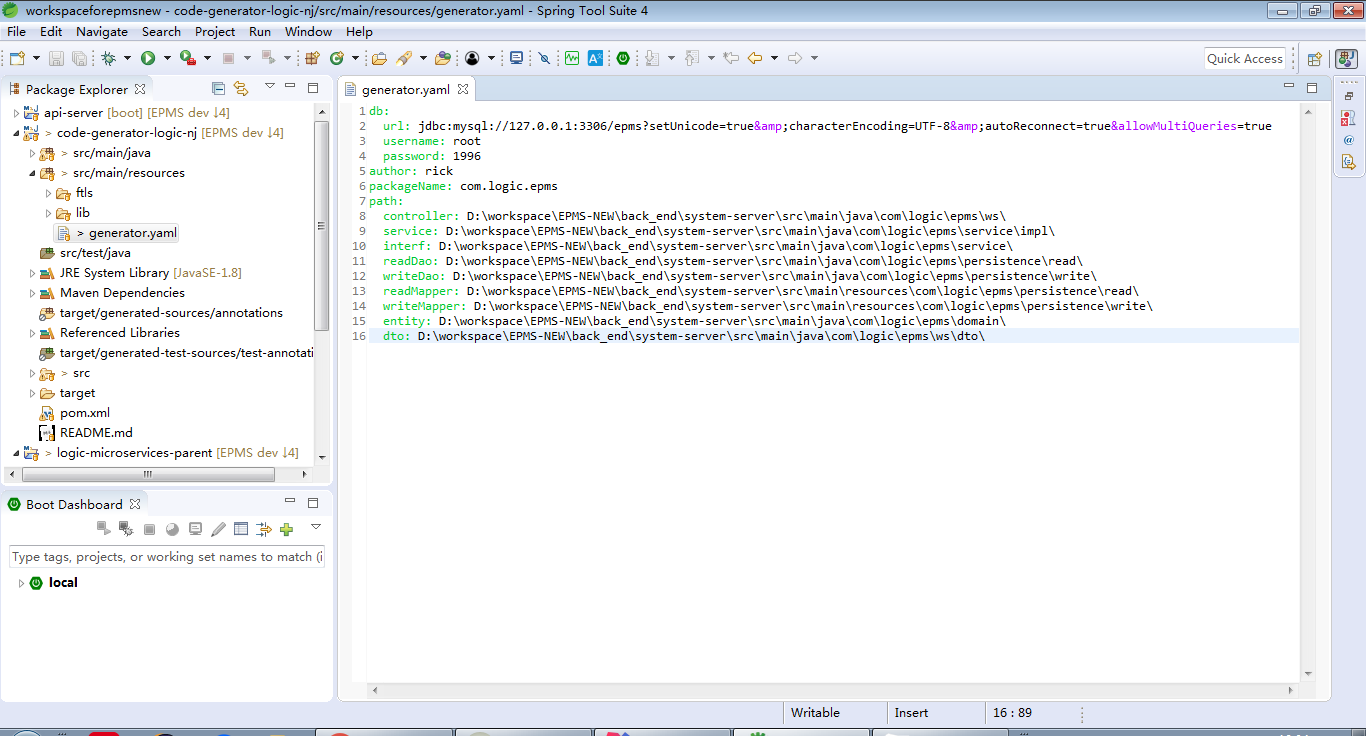 workspaceforepmsnew - code-generator-logic-nj/src/main/resources/generator.yaml - Spring Tool Suite 4
File Edit Navigate Search Project Run Window Help
Quick Access
Package Explorer
api-server [boot] [EPMS dev ↓4]
> code-generator-logic-nj [EPMS dev ↓4]
> src/main/java
> src/main/resources
ftls
lib
> generator.yaml
src/test/java
JRE System Library [JavaSE-1.8]
Maven Dependencies
target/generated-sources/annotations
Referenced Libraries
target/generated-test-sources/test-annotati
> src
target
pom.xml
README.md
> logic-microservices-parent [EPMS dev ↓4]
Boot Dashboard
Type tags, projects, or working set names to match (i
local
generator.yaml
1 db:
2 url: jdbc:mysql://127.0.0.1:3306/epms?setUnicode=true&amp;characterEncoding=UTF-8&amp;autoReconnect=true&allowMultiQueries=true
3 username: root
4 password: 1996
5 author: rick
6 packageName: com.logic.epms
7 path:
8 controller: D:\workspace\EPMS-NEW\back_end\system-server\src\main\java\com\logic\epms\ws\
9 service: D:\workspace\EPMS-NEW\back_end\system-server\src\main\java\com\logic\epms\service\impl\
10 interf: D:\workspace\EPMS-NEW\back_end\system-server\src\main\java\com\logic\epms\service\
11 readDao: D:\workspace\EPMS-NEW\back_end\system-server\src\main\java\com\logic\epms\persistence\read\
12 writeDao: D:\workspace\EPMS-NEW\back_end\system-server\src\main\java\com\logic\epms\persistence\write\
13 readMapper: D:\workspace\EPMS-NEW\back_end\system-server\src\main\resources\com\logic\epms\persistence\read\
14 writeMapper: D:\workspace\EPMS-NEW\back_end\system-server\src\main\resources\com\logic\epms\persistence\write\
15 entity: D:\workspace\EPMS-NEW\back_end\system-server\src\main\java\com\logic\epms\domain\
16 dto: D:\workspace\EPMS-NEW\back_end\system-server\src\main\java\com\logic\epms\ws\dto\
Writable Insert 16 : 89